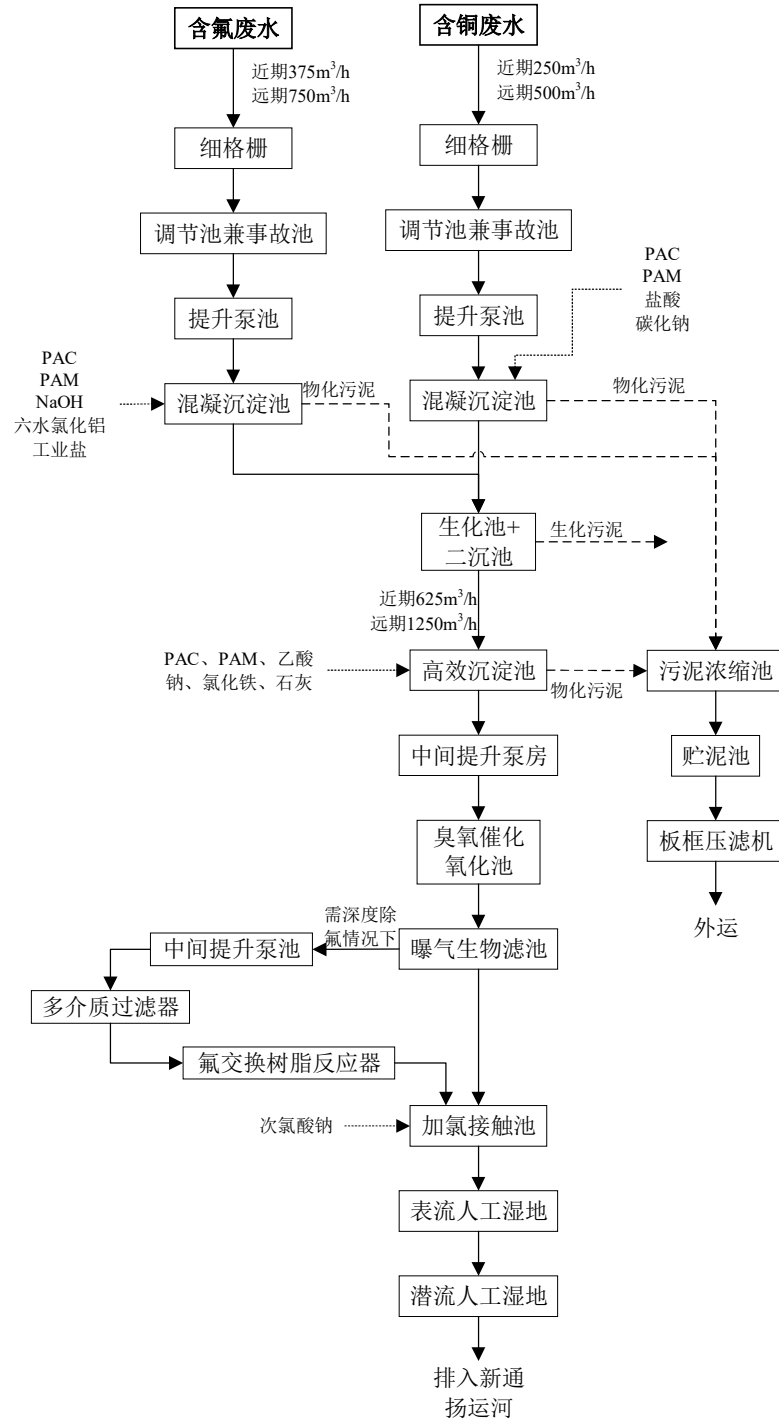 含氟废水
含铜废水
近期375m³/h
远期750m³/h
近期250m³/h
远期500m³/h
细格栅
细格栅
调节池兼事故池
调节池兼事故池
PAC
PAM
盐酸
碳化钠
提升泵池
提升泵池
PAC
PAM
NaOH
六水氯化铝
工业盐
混凝沉淀池
物化污泥
混凝沉淀池
物化污泥
生化池+
二沉池
生化污泥
近期625m³/h
远期1250m³/h
PAC、PAM、乙酸
钠、氯化铁、石灰
高效沉淀池
物化污泥
污泥浓缩池
中间提升泵房
贮泥池
臭氧催化
氧化池
板框压滤机
外运
需深度除
氟情况下
中间提升泵池
曝气生物滤池
多介质过滤器
氟交换树脂反应器
次氯酸钠
加氯接触池
表流人工湿地
潜流人工湿地
排入新通
扬运河